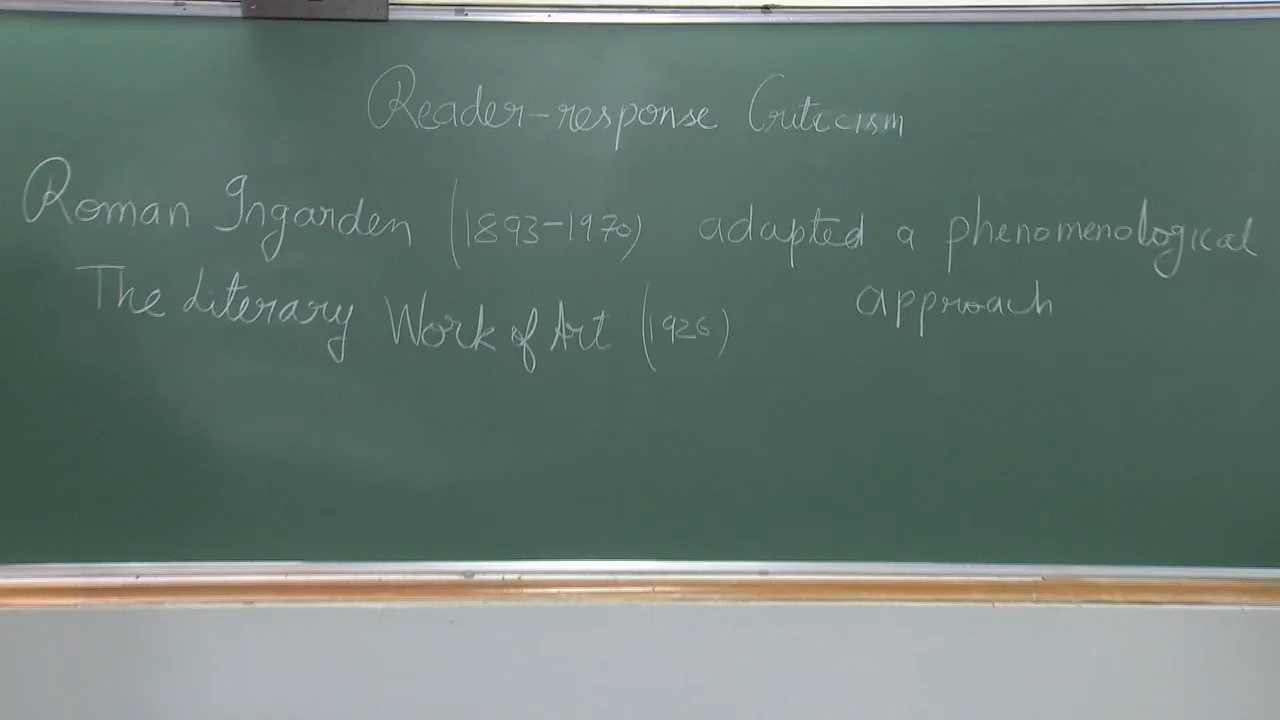 Reader-response Criticism
Roman Ingarden (1893-1970) adapted a phenomenological
approach
The Literary Work of Art (1926)